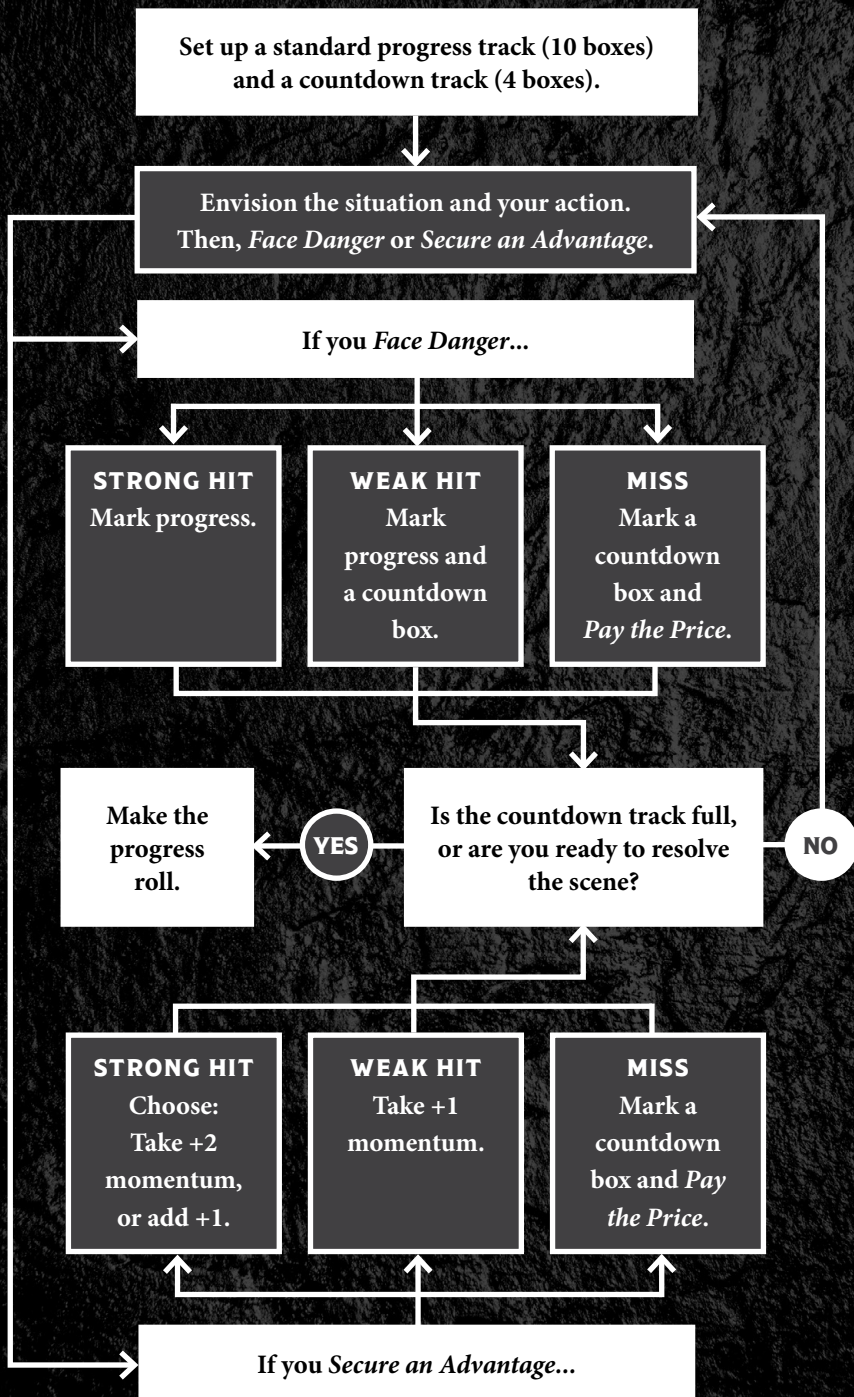 Set up a standard progress track (10 boxes)
and a countdown track (4 boxes).
Envision the situation and your action.
Then, Face Danger or Secure an Advantage.
If you Face Danger...
STRONG HIT
Mark progress.
WEAK HIT
Mark
progress and
a countdown
box.
MISS
Mark a
countdown
box and
Pay the Price.
Make the
progress
roll.
YES
Is the countdown track full,
or are you ready to resolve
the scene?
NO
STRONG HIT
Choose:
Take +2
momentum,
or add +1.
WEAK HIT
Take +1
momentum.
MISS
Mark a
countdown
box and Pay
the Price.
If you Secure an Advantage...